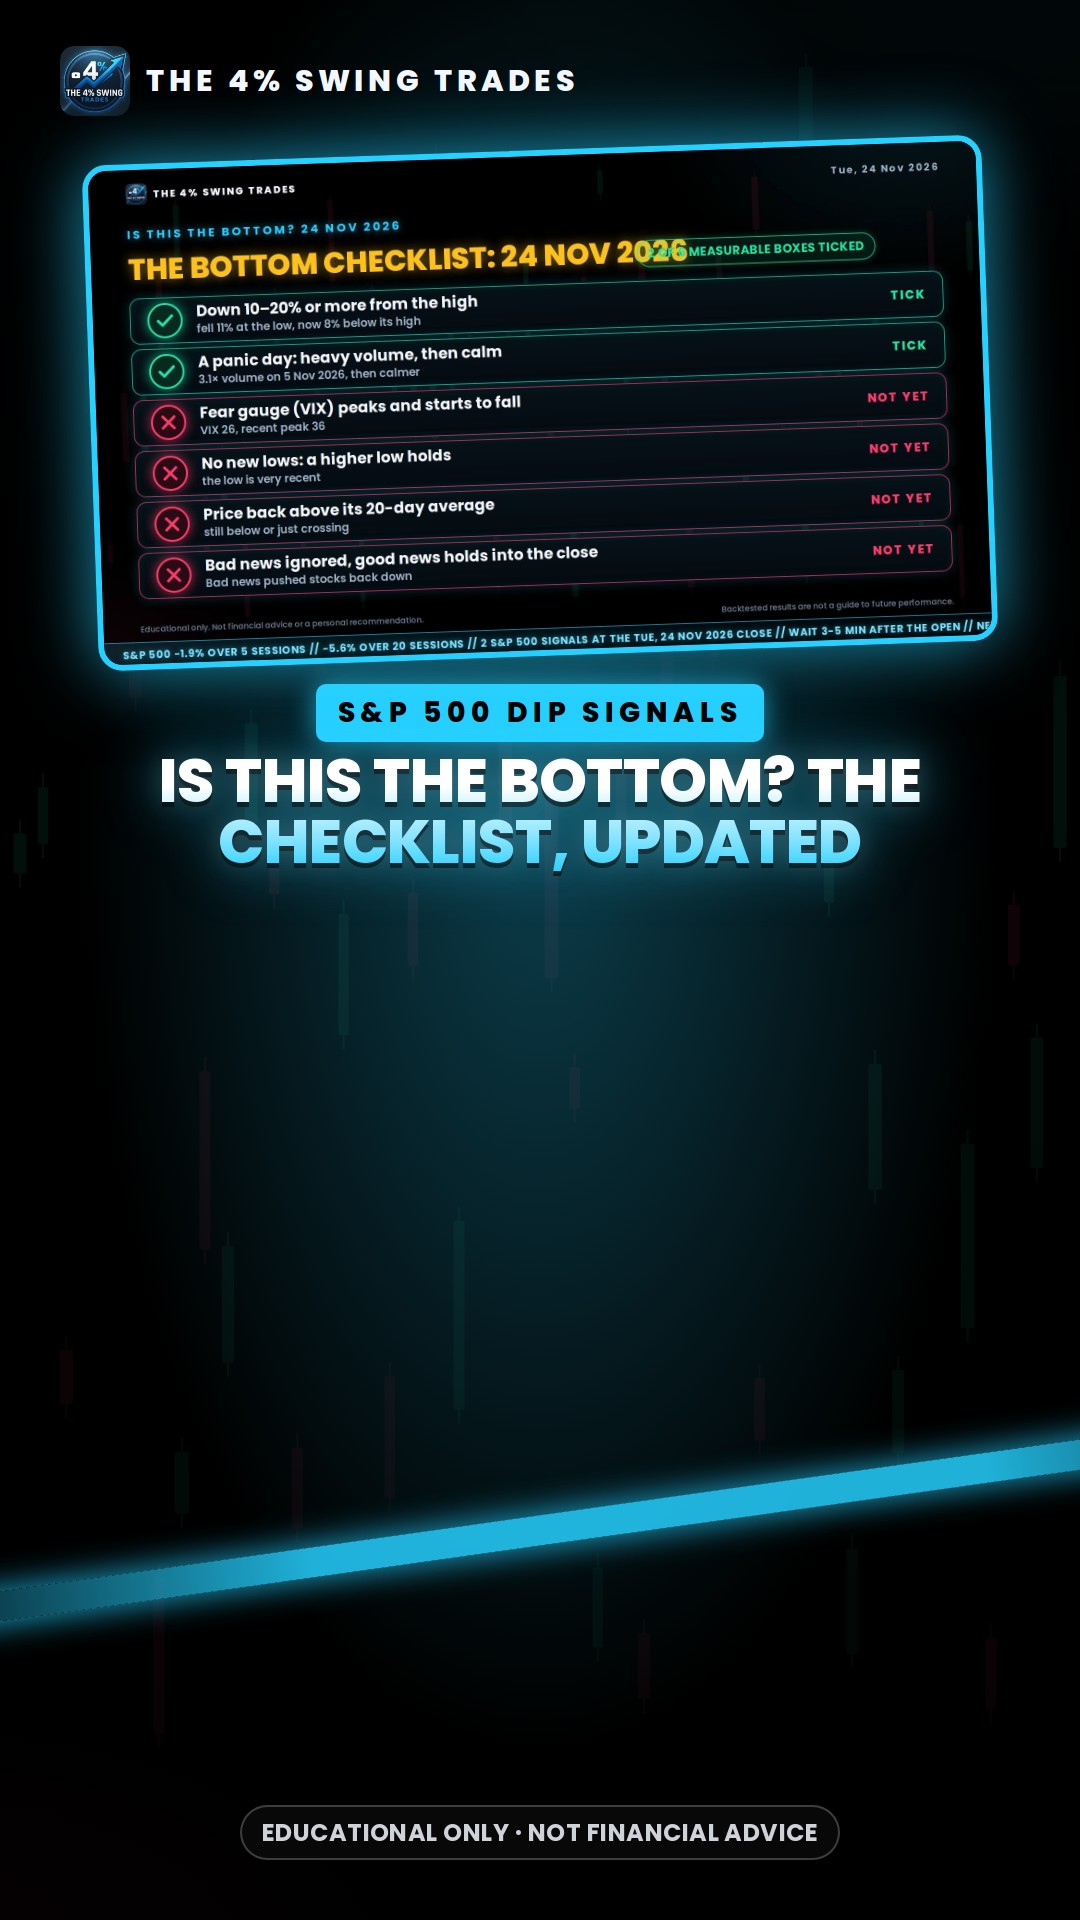 4%
THE 4% SWING
TRADES
THE 4% SWING TRADES
THE 4% SWING TRADES
Tue, 24 Nov 2026
IS THIS THE BOTTOM? 24 NOV 2026
THE BOTTOM CHECKLIST: 24 NOV 2026
MEASURABLE BOXES TICKED
Down 10–20% or more from the high
fell 11% at the low, now 8% below its high
TICK
A panic day: heavy volume, then calm
3.1× volume on 5 Nov 2026, then calmer
TICK
Fear gauge (VIX) peaks and starts to fall
VIX 26, recent peak 36
NOT YET
No new lows: a higher low holds
the low is very recent
NOT YET
Price back above its 20-day average
still below or just crossing
NOT YET
Bad news ignored, good news holds into the close
Bad news pushed stocks back down
NOT YET
Educational only. Not financial advice or a personal recommendation.
Backtested results are not a guide to future performance.
S&P 500 -1.9% OVER 5 SESSIONS // -5.6% OVER 20 SESSIONS // 2 S&P 500 SIGNALS AT THE TUE, 24 NOV 2026 CLOSE // WAIT 3-5 MIN AFTER THE OPEN //
S&P 500 DIP SIGNALS
IS THIS THE BOTTOM? THE
CHECKLIST, UPDATED
EDUCATIONAL ONLY · NOT FINANCIAL ADVICE